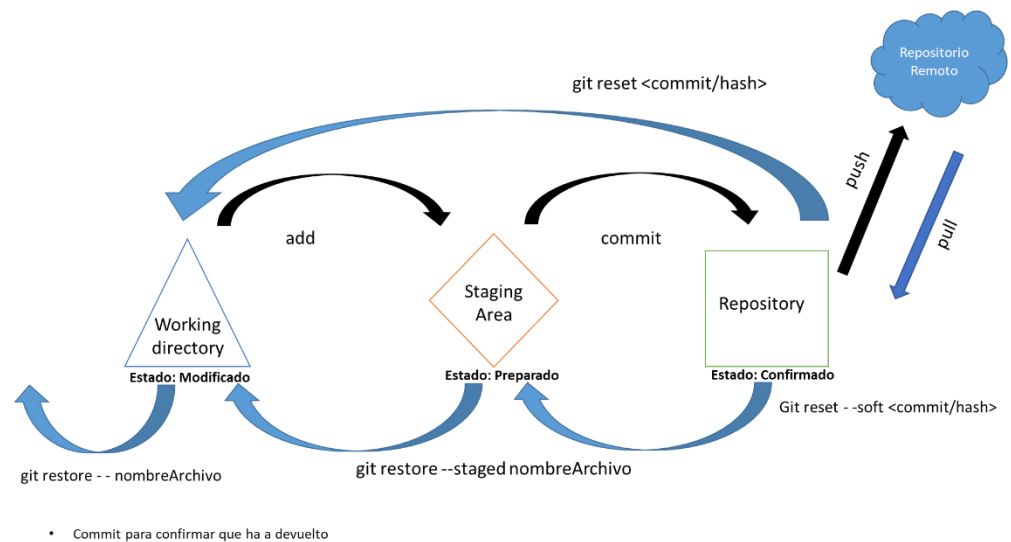 Repositorio
Remoto
git reset <commit/hash>
push
pull
add
commit
Working
directory
Staging
Area
Repository
Estado: Modificado
Estado: Preparado
Estado: Confirmado
Git reset - -soft <commit/hash>
git restore - - nombreArchivo
git restore --staged nombreArchivo
• Commit para confirmar que ha a devuelto